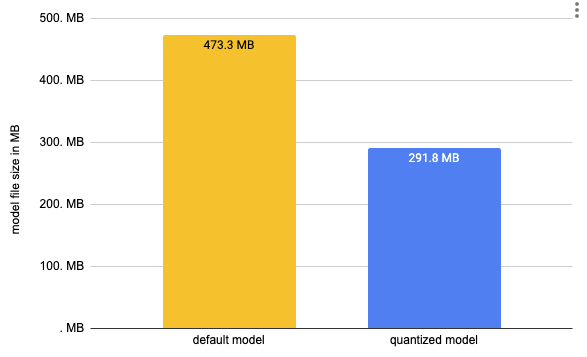 500. MB
400. MB
300. MB
200. MB
100. MB
. MB
model file size in MB
473.3 MB
291.8 MB
default model
quantized model